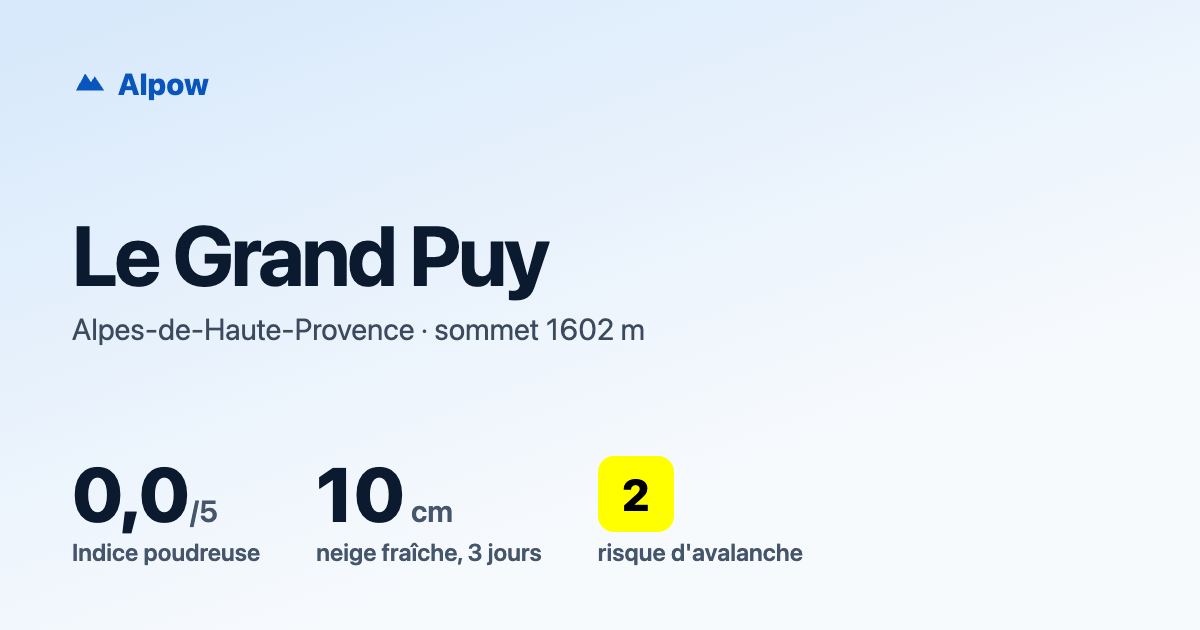 Alpow
Le Grand Puy
Alpes-de-Haute-Provence · sommet 1602 m
0,0/5 10 cm 2
Indice poudreuse neige fraîche, 3 jours risque d'avalanche